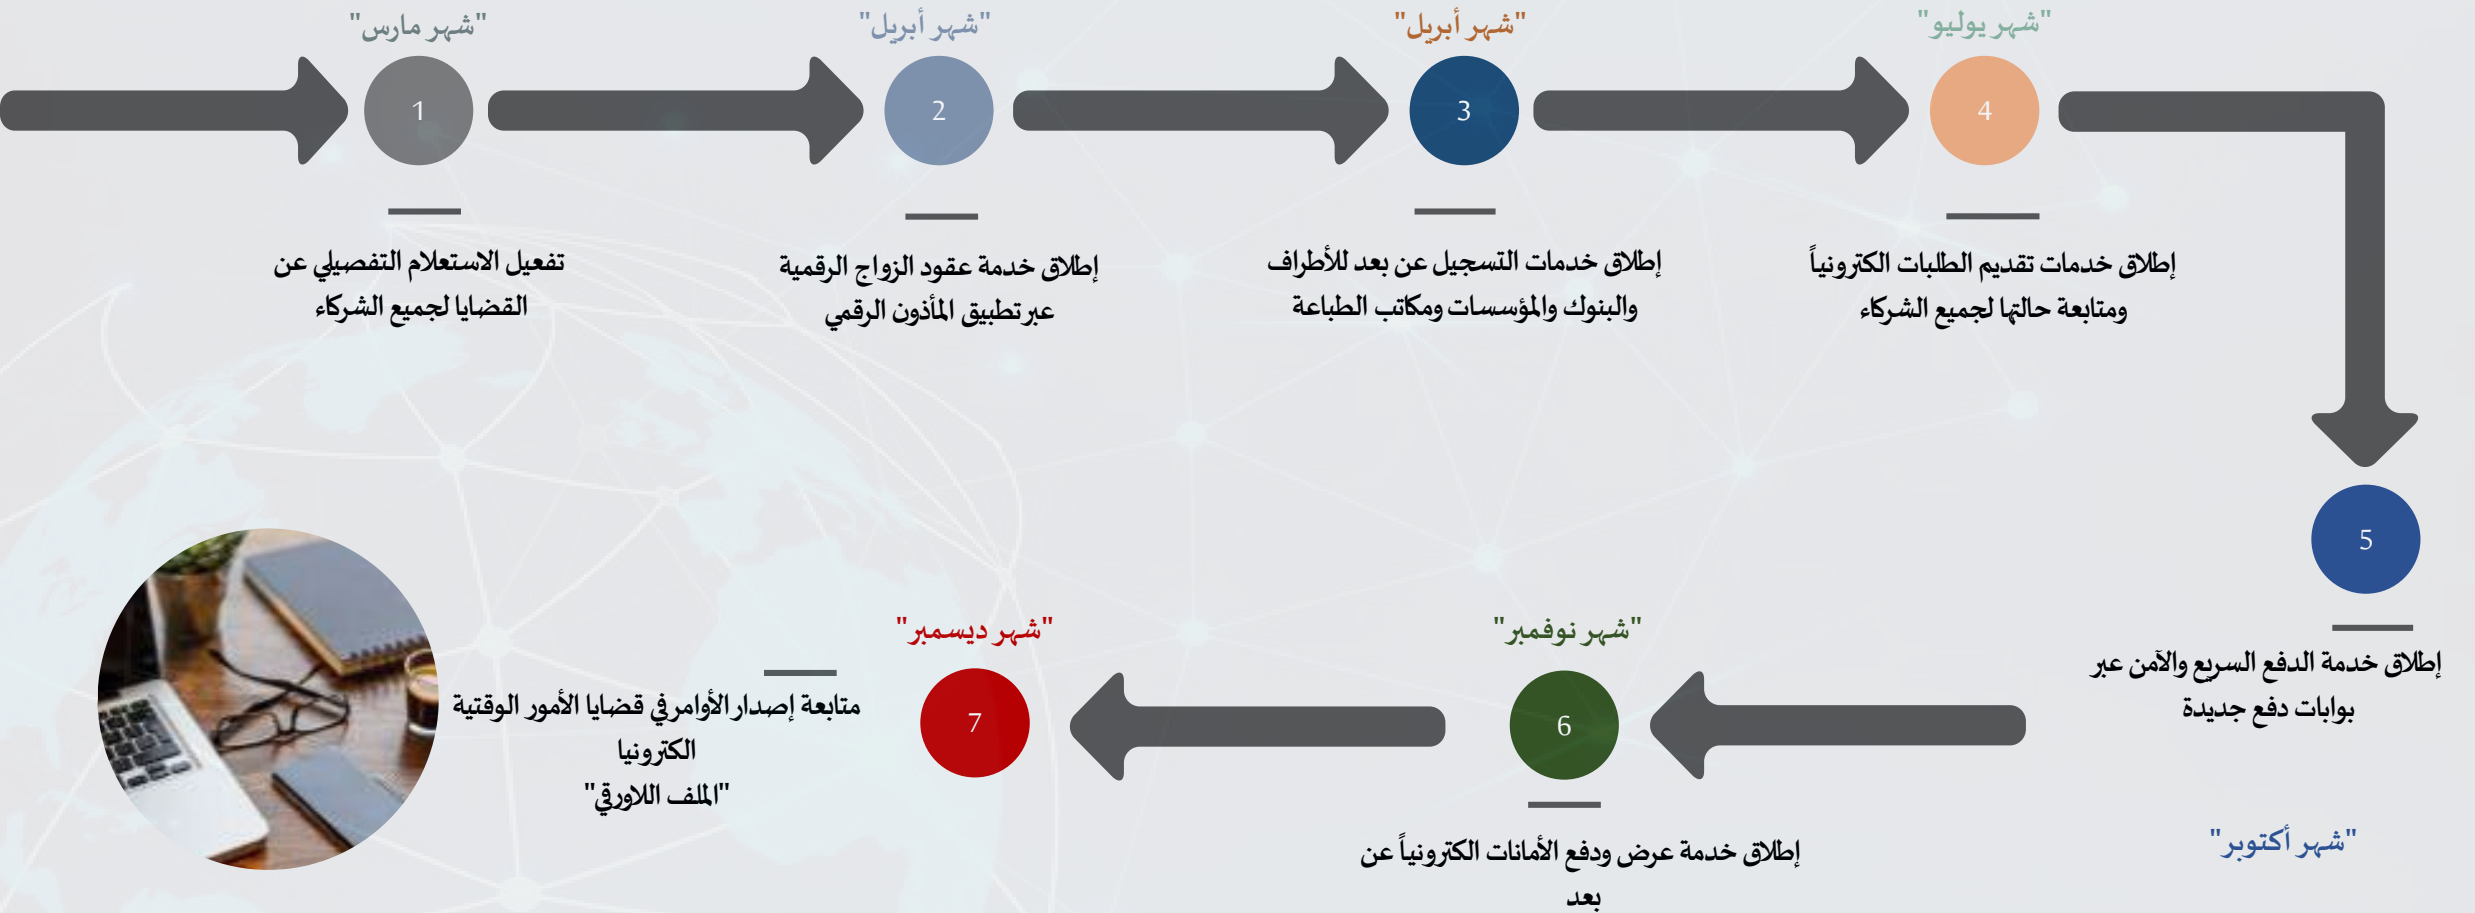 "شهر مارس"
1
تفعيل الاستعلام التفصيلي عن
القضايا لجميع الشركاء
"شهر أبريل"
2
إطلاق خدمة عقود الزواج الرقمية
عبر تطبيق المأذون الرقمي
"شهر أبريل"
3
إطلاق خدمات التسجيل عن بعد للأطراف
والبنوك والمؤسسات ومكاتب الطباعة
"شهر يوليو"
4
إطلاق خدمات تقديم الطلبات الكترونياً
ومتابعة حالتها لجميع الشركاء
5
إطلاق خدمة الدفع السريع والآمن عبر
بوابات دفع جديدة
"شهر أكتوبر"
"شهر نوفمبر"
6
إطلاق خدمة عرض ودفع الأمانات الكترونياً عن
بعد
"شهر ديسمبر"
7
متابعة إصدار الأوامر في قضايا الأمور الوقتية
الكترونيا
"الملف اللاورقي"